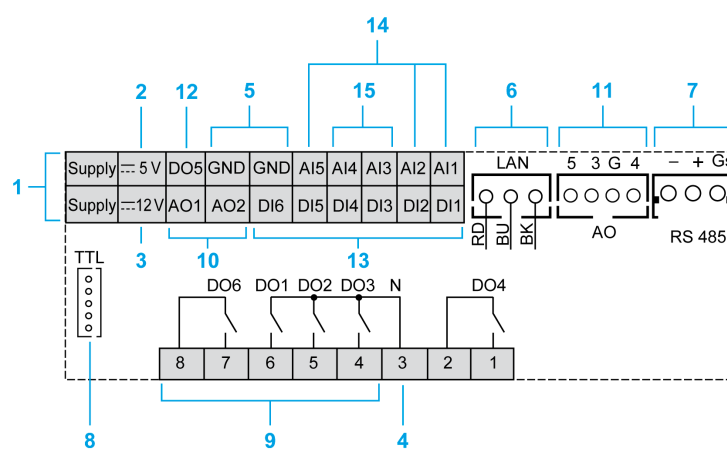 14
2 12 5 15 6 11 7
1
Supply ⎓ 5 V DO5 GND GND AI5 AI4 AI3 AI2 AI1
Supply ⎓12 V AO1 AO2 DI6 DI5 DI4 DI3 DI2 DI1
LAN
5 3 G 4
− +
RD BU BK
AO
RS 485
3 10 13
TTL
DO6 DO1 DO2 DO3 N DO4
8 7 6 5 4 3 2 1
8 9 4